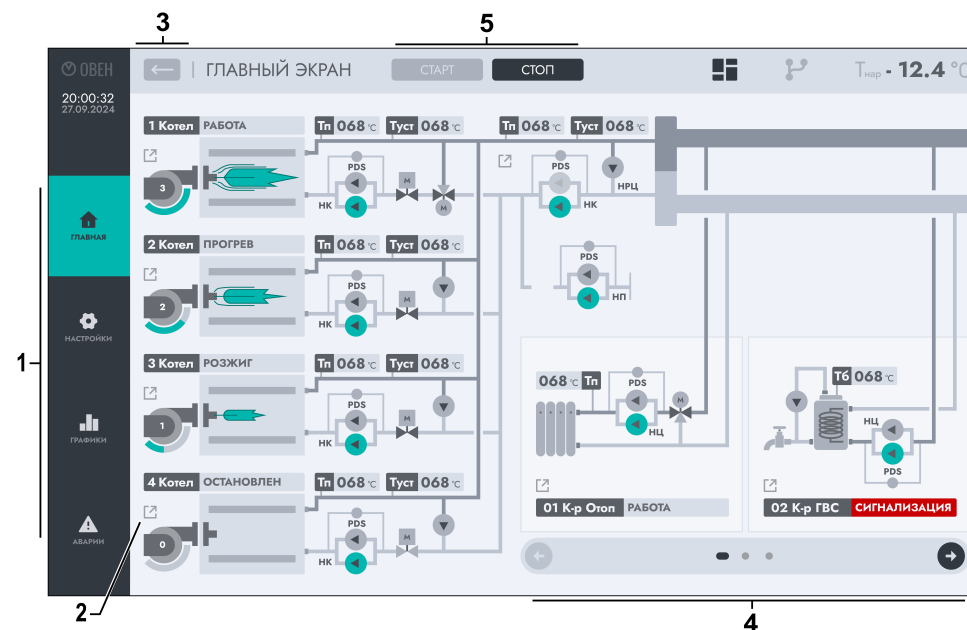 3
5
ОВЕН
ГЛАВНЫЙ ЭКРАН
СТАРТ
СТОП
Тнар - 12.4 °C
20:00:32
27.09.2024
1 Котел РАБОТА
Тп 068 °C
Туст 068 °C
Тп 068 °C
Туст 068 °C
PDS
М
3
НК
М
PDS
НК
НРЦ
ГЛАВНАЯ
2 Котел ПРОГРЕВ
Тп 068 °C
Туст 068 °C
PDS
М
2
НК
PDS
НП
НАСТРОЙКИ
1
3 Котел РОЗЖИГ
Тп 068 °C
Туст 068 °C
PDS
М
1
НК
068 °C Тп
PDS
М
НЦ
Тб 068 °C
НЦ
PDS
ГРАФИКИ
4 Котел ОСТАНОВЛЕН
Тп 068 °C
Туст 068 °C
PDS
М
0
НК
01 К-р Отоп РАБОТА
02 К-р ГВС СИГНАЛИЗАЦИЯ
АВАРИИ
2
4